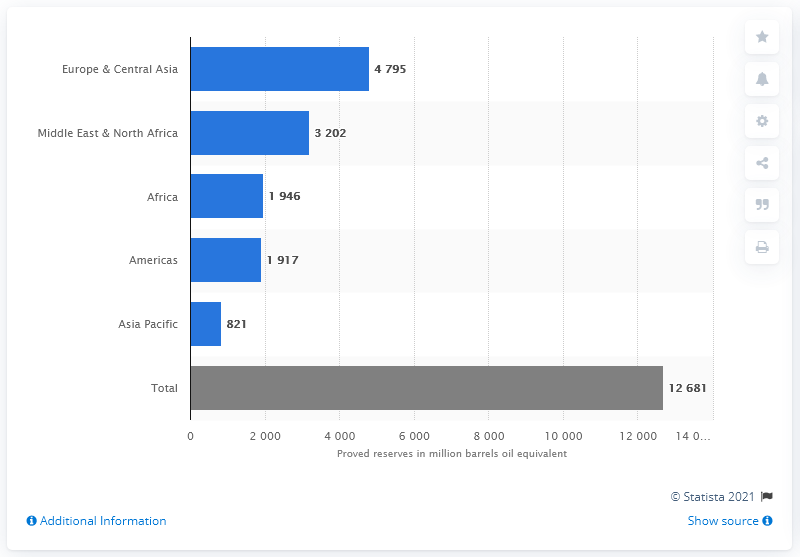 Europe & Central Asia 4 795
Middle East & North Africa 3 202
Africa 1 946
Americas 1 917
Asia Pacific 821
Total 12 681
0 2 000 4 000 6 000 8 000 10 000 12 000 14 0...
Proved reserves in million barrels oil equivalent
© Statista 2021
Additional Information Show source